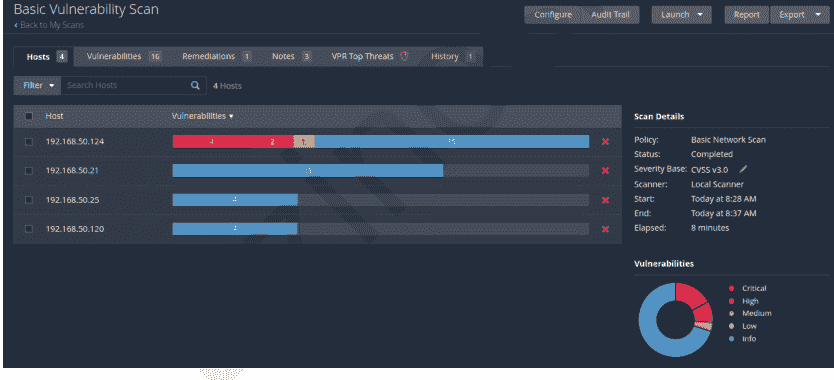 Basic Vulnerability Scan
‹ Back to My Scans
Configure Audit Trail Launch Report Export
Hosts 4 Vulnerabilities 16 Remediations 1 Notes 3 VPR Top Threats History 1
Filter Search Hosts 4 Hosts
Host Vulnerabilities
192.168.50.124 2 1
192.168.50.21
192.168.50.25
192.168.50.120
Scan Details
Policy: Basic Network Scan
Status: Completed
Severity Base: CVSS v3.0
Scanner: Local Scanner
Start: Today at 8:28 AM
End: Today at 8:37 AM
Elapsed: 8 minutes
Vulnerabilities
Critical
High
Medium
Low
Info